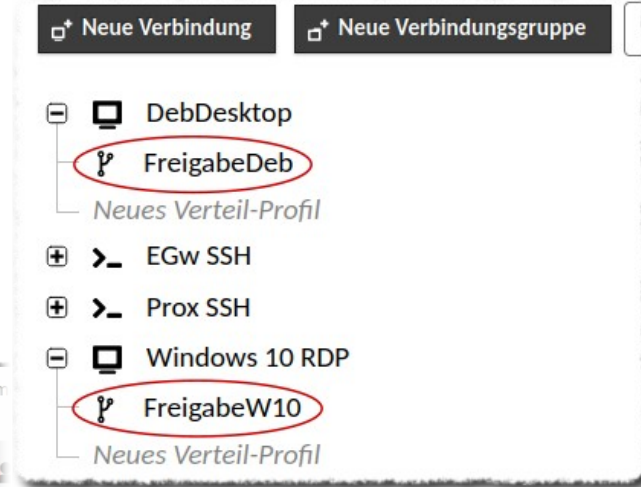 Neue Verbindung Neue Verbindungsgruppe
DebDesktop
FreigabeDeb
Neues Verteil-Profil
EGw SSH
Prox SSH
Windows 10 RDP
FreigabeW10
Neues Verteil-Profil